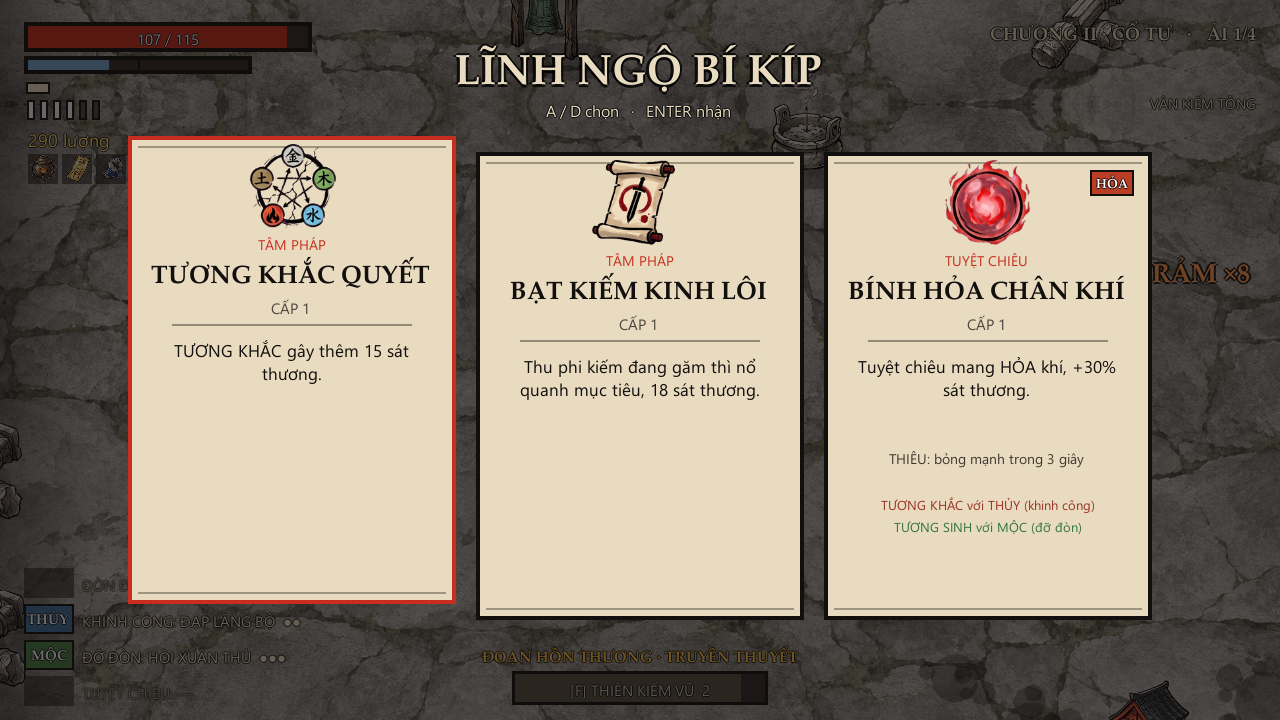 107 / 115
290 lượng
CHƯƠNG II · CỔ TỰ · ẢI 1/4
VÂN KIẾM TÔNG
LĨNH NGỘ BÍ KÍP
A / D chọn · ENTER nhận
金
木
水
土
TÂM PHÁP
TƯƠNG KHẮC QUYẾT
CẤP 1
TƯƠNG KHẮC gây thêm 15 sát
thương.
TÂM PHÁP
BẠT KIẾM KINH LÔI
CẤP 1
Thu phi kiếm đang găm thì nổ
quanh mục tiêu, 18 sát thương.
HỎA
TUYỆT CHIÊU
BÍNH HỎA CHÂN KHÍ
CẤP 1
Tuyệt chiêu mang HỎA khí, +30%
sát thương.
THIÊU: bỏng mạnh trong 3 giây
TƯƠNG KHẮC với THỦY (khinh công)
TƯƠNG SINH với MỘC (đỡ đòn)
RẢM ×8
ĐÒN Đ
THỦY
KHINH CÔNG: ĐẠP LÃNG BỘ
MỘC
ĐỠ ĐÒN: HỒI XUÂN THỦ
TUYỆT CHIÊU: —
ĐOẠN HỒN THƯƠNG · TRUYỀN THUYẾT
[F] THIÊN KIẾM VŨ 2